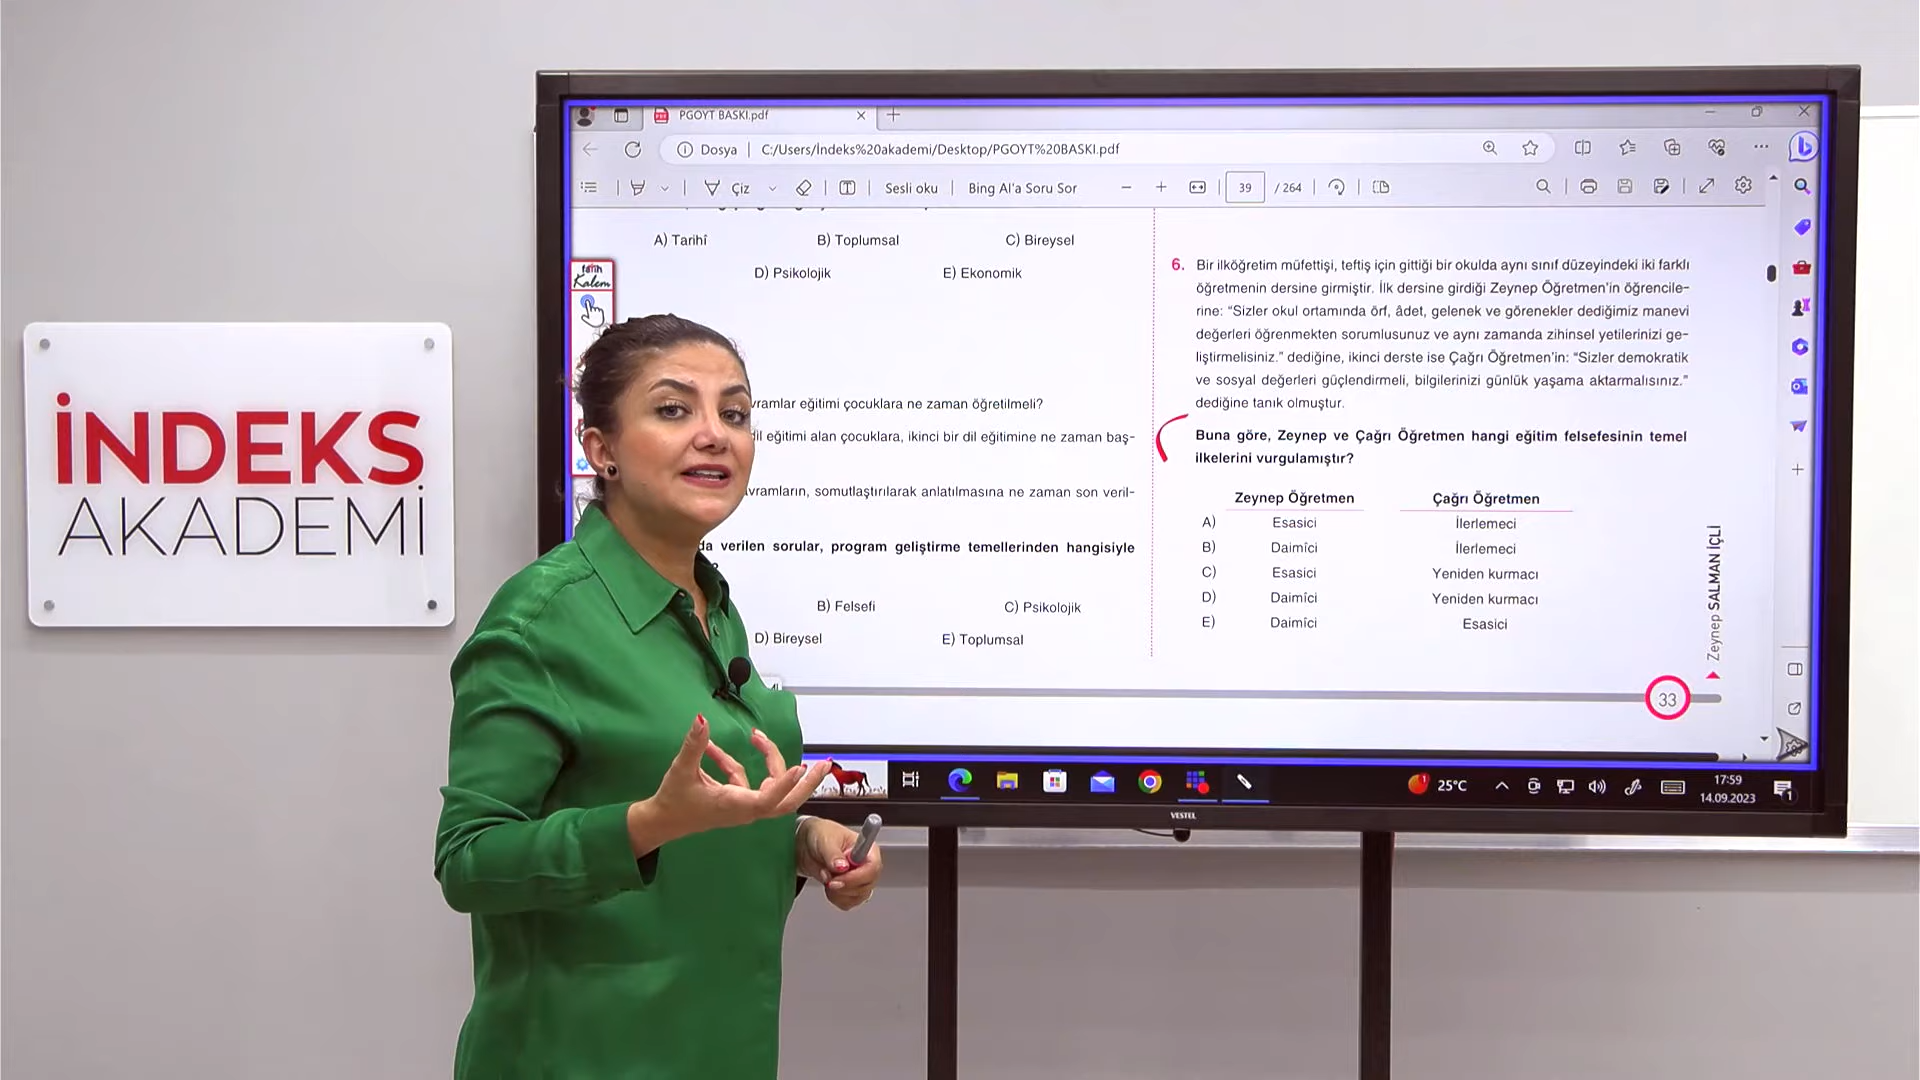 İNDEKS
AKADEMİ
PGOYT BASKI.pdf
Dosya
C:/Users/İndeks%20akademi/Desktop/PGOYT%20BASKI.pdf
Çiz
Sesli oku
Bing AI'a Soru Sor
39
/ 264
A) Tarihî
B) Toplumsal
C) Bireysel
D) Psikolojik
E) Ekonomik
fatih
Kalem
vramlar eğitimi çocuklara ne zaman öğretilmeli?
dil eğitimi alan çocuklara, ikinci bir dil eğitimine ne zaman baş-
avramların, somutlaştırılarak anlatılmasına ne zaman son veril-
da verilen sorular, program geliştirme temellerinden hangisiyle
?
B) Felsefi
C) Psikolojik
D) Bireysel
E) Toplumsal
6. Bir ilköğretim müfettişi, teftiş için gittiği bir okulda aynı sınıf düzeyindeki iki farklı
öğretmenin dersine girmiştir. İlk dersine girdiği Zeynep Öğretmen'in öğrencile-
rine: "Sizler okul ortamında örf, âdet, gelenek ve görenekler dediğimiz manevi
değerleri öğrenmekten sorumlusunuz ve aynı zamanda zihinsel yetilerinizi ge-
liştirmelisiniz." dediğine, ikinci derste ise Çağrı Öğretmen'in: "Sizler demokratik
ve sosyal değerleri güçlendirmeli, bilgilerinizi günlük yaşama aktarmalısınız."
dediğine tanık olmuştur.
Buna göre, Zeynep ve Çağrı Öğretmen hangi eğitim felsefesinin temel
ilkelerini vurgulamıştır?
Zeynep Öğretmen Çağrı Öğretmen
A) Esasici İlerlemeci
B) Daimîci İlerlemeci
C) Esasici Yeniden kurmacı
D) Daimîci Yeniden kurmacı
E) Daimîci Esasici
Zeynep SALMAN İÇLİ
33
25°C
17:59
14.09.2023
1
VESTEL